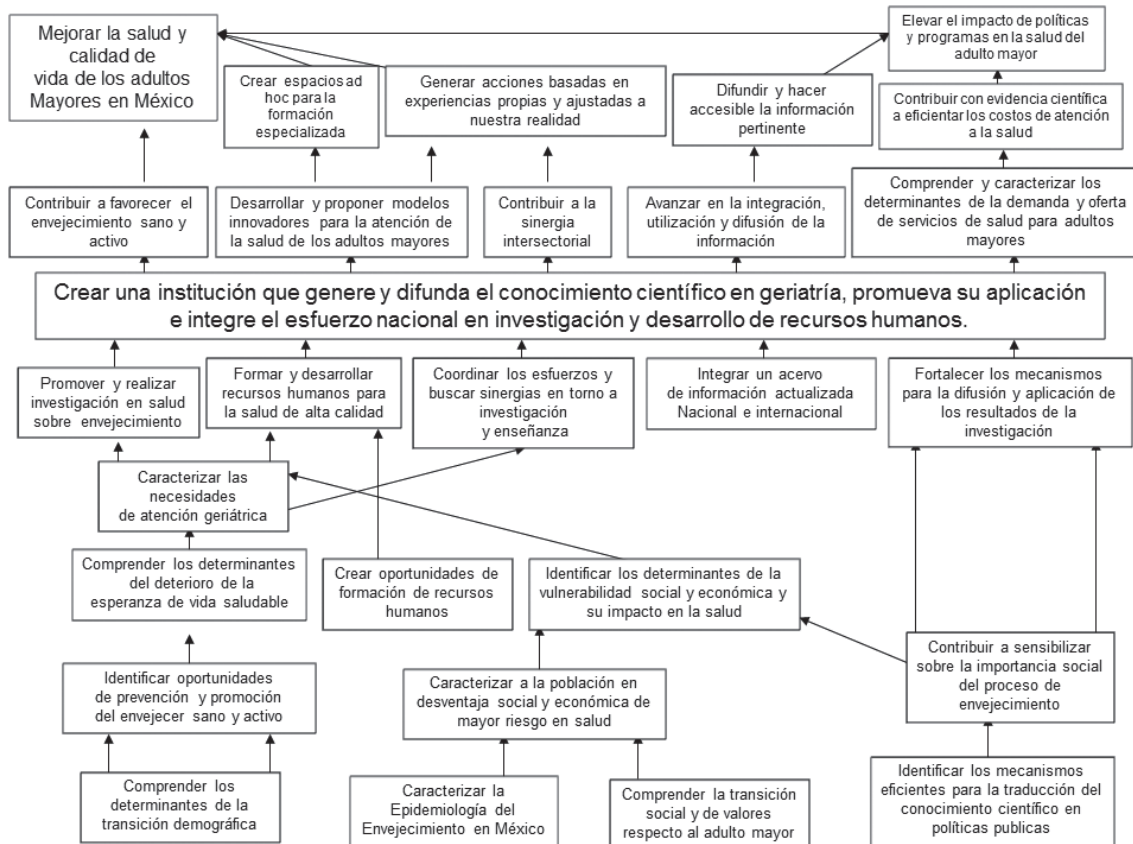 Mejorar la salud y
calidad de
vida de los adultos
Mayores en México
Elevar el impacto de políticas
y programas en la salud del
adulto mayor
Crear espacios ad
hoc para la
formación
especializada
Generar acciones basadas en
experiencias propias y ajustadas a
nuestra realidad
Difundir y hacer
accesible la información
pertinente
Contribuir con evidencia científica
a eficientar los costos de atención
a la salud
Contribuir a favorecer el
envejecimiento sano y
activo
Desarrollar y proponer modelos
innovadores para la atención de
la salud de los adultos mayores
Contribuir a la
sinergia
intersectorial
Avanzar en la integración,
utilización y difusión de la
información
Comprender y caracterizar los
determinantes de la demanda y oferta
de servicios de salud para adultos
mayores
Crear una institución que genere y difunda el conocimiento científico en geriatría, promueva su aplicación
e integre el esfuerzo nacional en investigación y desarrollo de recursos humanos.
Promover y realizar
investigación en salud
sobre envejecimiento
Formar y desarrollar
recursos humanos para
la salud de alta calidad
Coordinar los esfuerzos y
buscar sinergias en torno a
investigación
y enseñanza
Integrar un acervo
de información actualizada
Nacional e internacional
Fortalecer los mecanismos
para la difusión y aplicación de
los resultados de la
investigación
Caracterizar las
necesidades
de atención geriátrica
Comprender los determinantes
del deterioro de la
esperanza de vida saludable
Crear oportunidades de
formación de recursos
humanos
Identificar los determinantes de la
vulnerabilidad social y económica y
su impacto en la salud
Contribuir a sensibilizar
sobre la importancia social
del proceso de
envejecimiento
Identificar oportunidades
de prevención y promoción
del envejecer sano y activo
Caracterizar a la población en
desventaja social y económica de
mayor riesgo en salud
Comprender los
determinantes de la
transición demográfica
Caracterizar la
Epidemiología del
Envejecimiento en México
Comprender la transición
social y de valores
respecto al adulto mayor
Identificar los mecanismos
eficientes para la traducción del
conocimiento científico en
políticas publicas